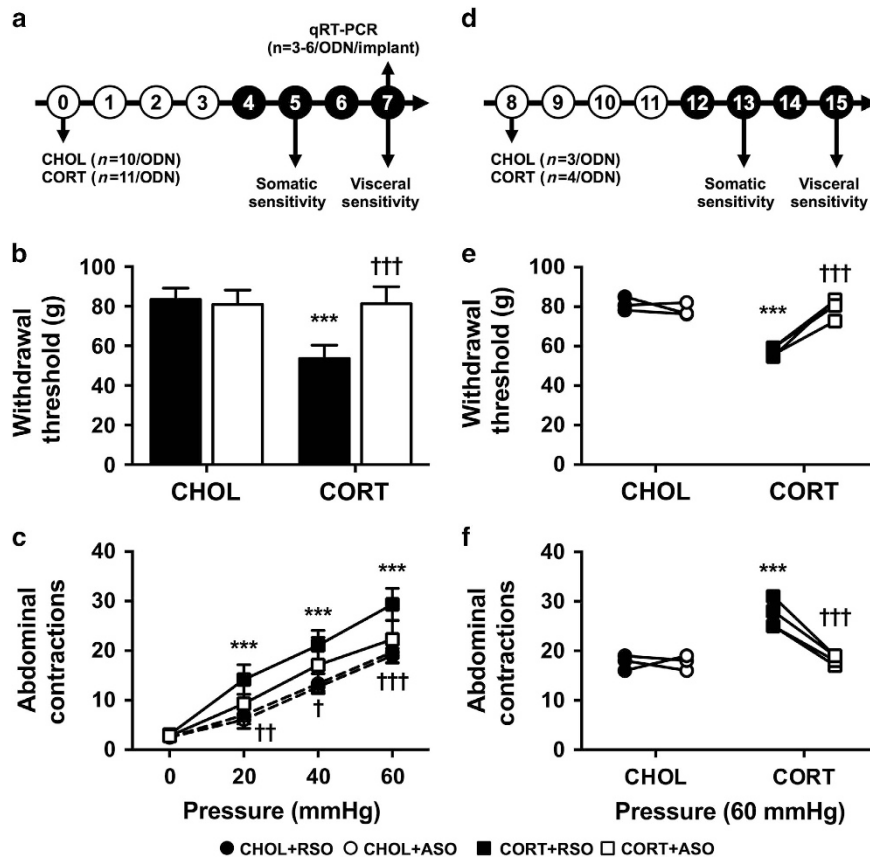 a
qRT-PCR
(n=3-6/ODN/implant)
0 1 2 3 4 5 6 7
CHOL (n=10/ODN)
CORT (n=11/ODN)
Somatic
sensitivity
Visceral
sensitivity
d
8 9 10 11 12 13 14 15
CHOL (n=3/ODN)
CORT (n=4/ODN)
Somatic
sensitivity
Visceral
sensitivity
b
Withdrawal
threshold (g)
100
80
60
40
20
0
***
†††
CHOL CORT
e
Withdrawal
threshold (g)
100
80
60
40
20
0
***
†††
CHOL CORT
c
Abdominal
contractions
40
30
20
10
0
***
***
***
††
†
†††
0 20 40 60
Pressure (mmHg)
f
Abdominal
contractions
40
30
20
10
0
***
†††
CHOL CORT
Pressure (60 mmHg)
CHOL+RSO CHOL+ASO CORT+RSO CORT+ASO